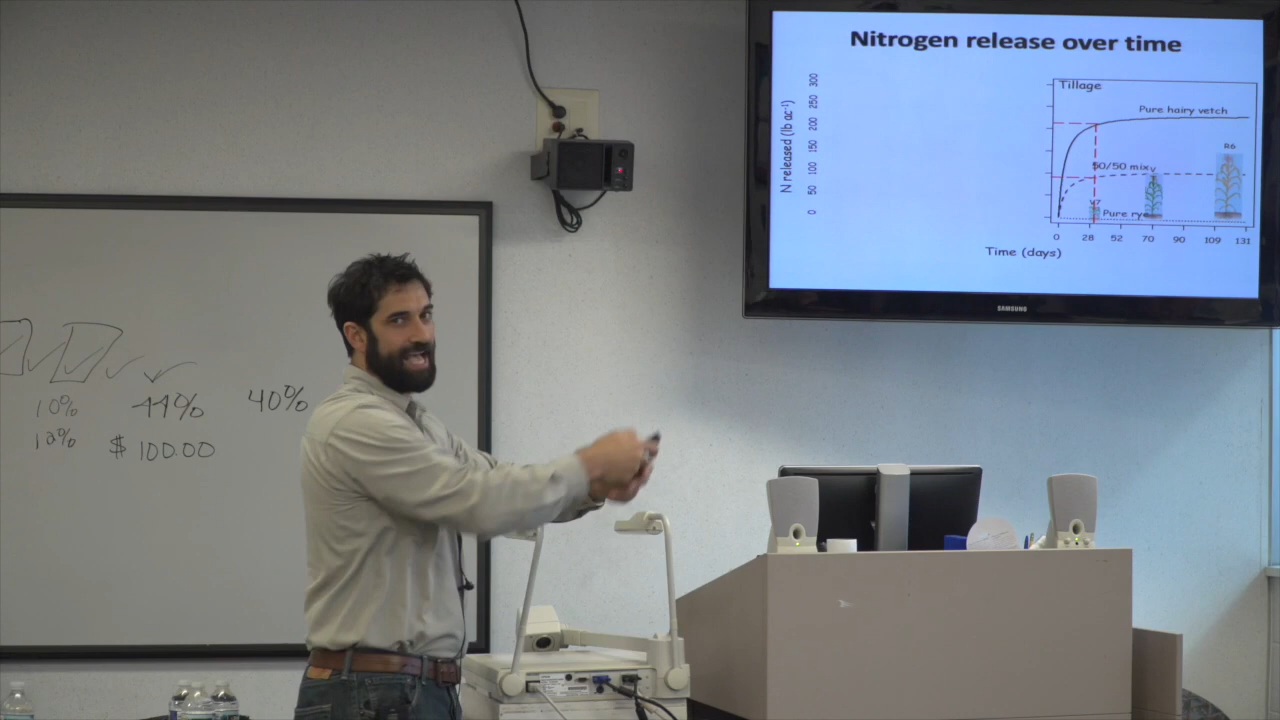 Nitrogen release over time
N released (lb ac⁻¹)
300
250
200
150
100
50
0
Tillage
Pure hairy vetch
50/50 mix
V
R6
V7
Pure rye
0 28 52 70 90 109 131
Time (days)
SAMSUNG
10% 44% 40%
10% $100.00